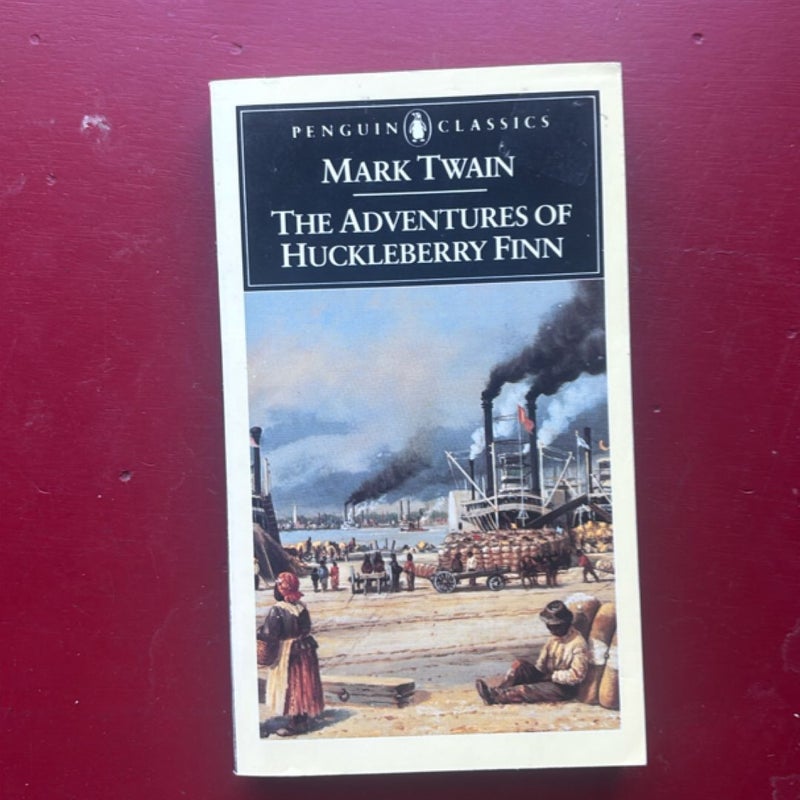 PENGUIN CLASSICS
MARK TWAIN
THE ADVENTURES OF
HUCKLEBERRY FINN